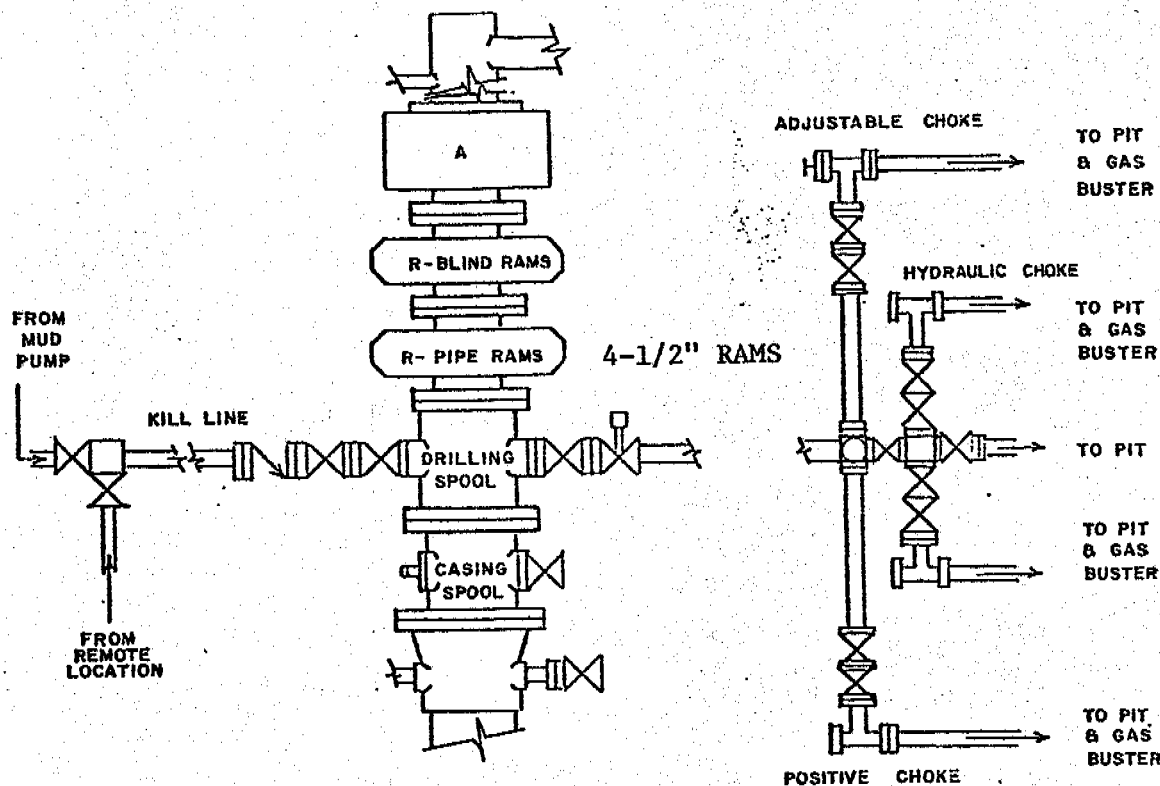 A
R-BLIND RAMS
R- PIPE RAMS
4-1/2" RAMS
FROM
MUD
PUMP
KILL LINE
DRILLING
SPOOL
CASING
SPOOL
FROM
REMOTE
LOCATION
ADJUSTABLE CHOKE
TO PIT
& GAS
BUSTER
HYDRAULIC CHOKE
TO PIT
& GAS
BUSTER
TO PIT
TO PIT
& GAS
BUSTER
TO PIT
& GAS
BUSTER
POSITIVE CHOKE